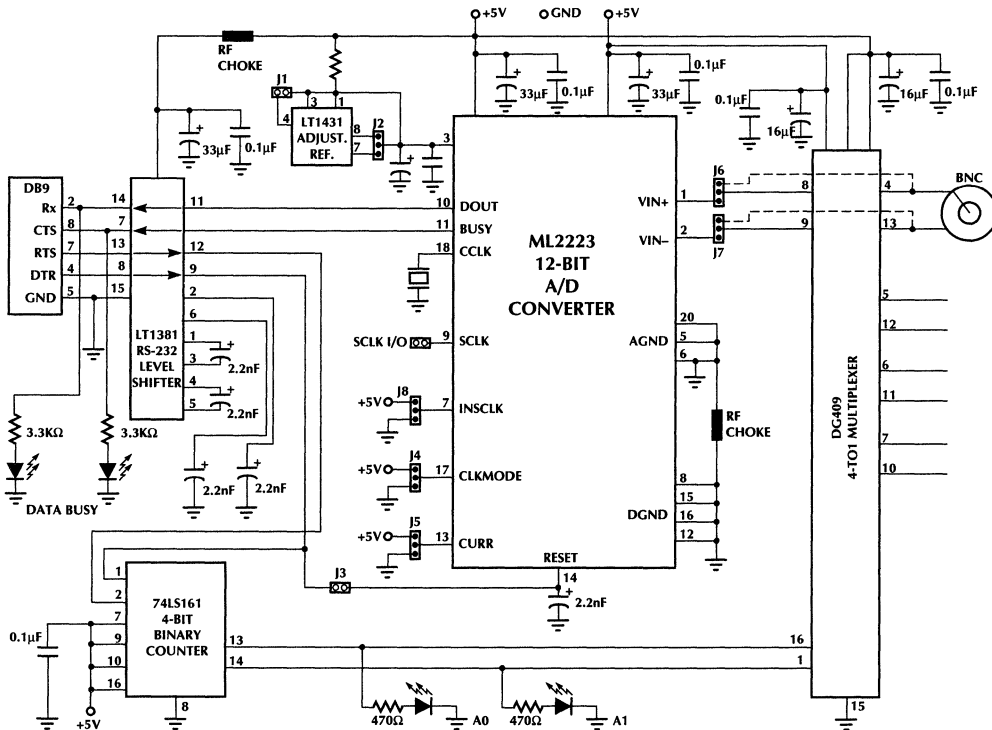 +5V
GND
+5V
RF
CHOKE
33μF
0.1μF
33μF
0.1μF
16μF
0.1μF
0.1μF
16μF
J1
3
1
4
LT1431
ADJUST.
REF.
8
7
J2
33μF
0.1μF
3
DB9
Rx
CTS
RTS
DTR
GND
2
8
7
4
5
14
7
13
8
15
11
12
9
2
6
1
3
4
5
LT1381
RS-232
LEVEL
SHIFTER
2.2nF
2.2nF
2.2nF
2.2nF
3.3KΩ
3.3KΩ
DATA BUSY
10
DOUT
11
BUSY
18
CCLK
SCLK I/O
9
SCLK
+5V
J8
7
INSCLK
+5V
J4
17
CLKMODE
+5V
J5
13
CURR
ML2223
12-BIT
A/D
CONVERTER
VIN+
1
J6
VIN–
2
J7
AGND
20
5
6
RF
CHOKE
DGND
8
15
16
12
RESET
14
2.2nF
J3
8
9
4
13
BNC
5
12
6
11
7
10
DG409
4-TO1 MULTIPLEXER
16
1
15
1
2
7
9
10
16
74LS161
4-BIT
BINARY
COUNTER
13
14
8
0.1μF
+5V
470Ω
A0
470Ω
A1